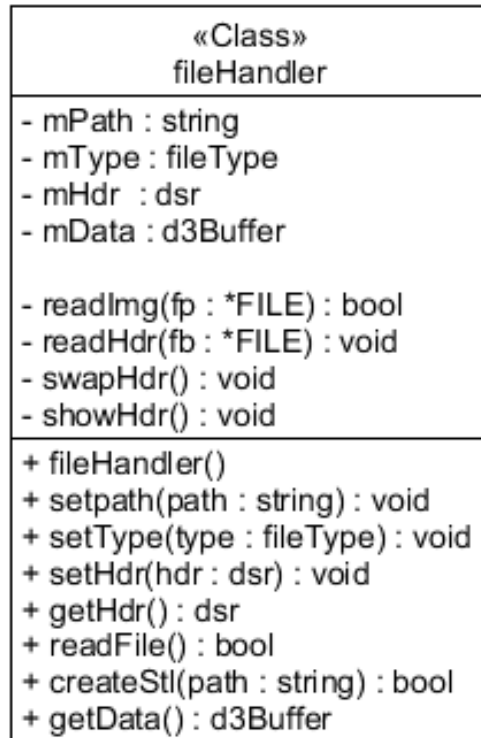 «Class»
fileHandler
- mPath : string
- mType : fileType
- mHdr : dsr
- mData : d3Buffer
- readImg(fp : *FILE) : bool
- readHdr(fb : *FILE) : void
- swapHdr() : void
- showHdr() : void
+ fileHandler()
+ setpath(path : string) : void
+ setType(type : fileType) : void
+ setHdr(hdr : dsr) : void
+ getHdr() : dsr
+ readFile() : bool
+ createStl(path : string) : bool
+ getData() : d3Buffer